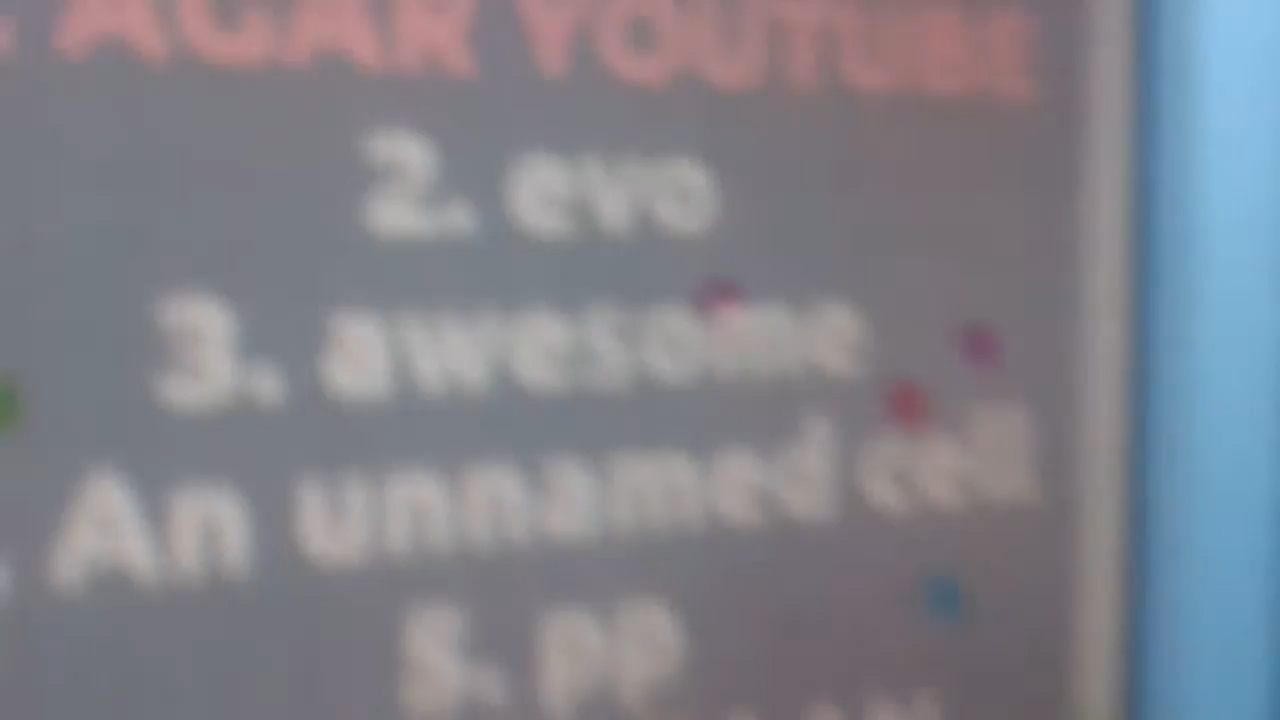 . AGAR YOUTUBE
2. evo
3. awesome
. An unnamed cell
5. pp